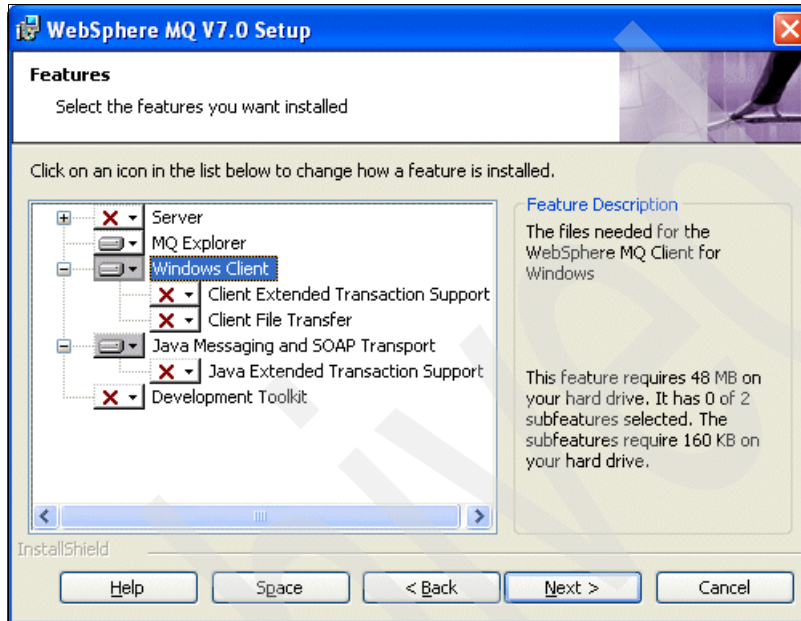 WebSphere MQ V7.0 Setup
Features
Select the features you want installed
Click on an icon in the list below to change how a feature is installed.
Server
MQ Explorer
Windows Client
Client Extended Transaction Support
Client File Transfer
Java Messaging and SOAP Transport
Java Extended Transaction Support
Development Toolkit
Feature Description
The files needed for the
WebSphere MQ Client for
Windows
This feature requires 48 MB on
your hard drive. It has 0 of 2
subfeatures selected. The
subfeatures require 160 KB on
your hard drive.
InstallShield
Help
Space
< Back
Next >
Cancel